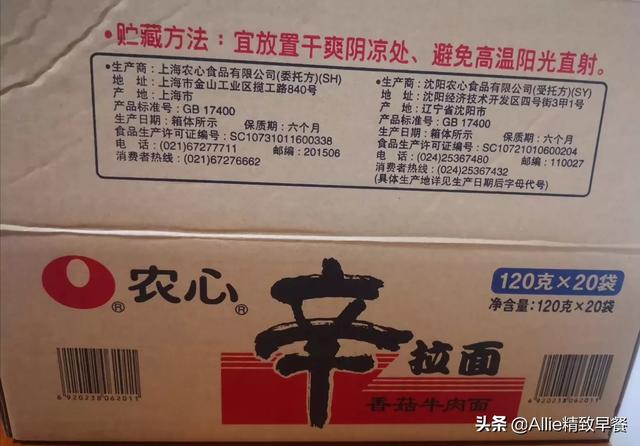 •贮藏方法：宜放置干爽阴凉处、避免高温阳光直射。
•生产商：上海农心食品有限公司(委托方)(SH)
地 址：上海市金山工业区揽工路840号
产 地：上海市
产品标准号：GB 17400
生产日期：箱体所示 保质期：六个月
食品生产许可证编号：SC10731011600338
电 话：(021)67277711 邮编：201506
消费者热线：(021)67276662
•生产商：沈阳农心食品有限公司(受托方)(SY)
地 址：沈阳经济技术开发区四号街3甲1号
产 地：辽宁省沈阳市
产品标准号：GB 17400
生产日期：箱体所示 保质期：六个月
食品生产许可证编号：SC10721010600204
电 话：(024)25367480 邮编：110027
消费者热线：(024)25367432
(具体生产地详见生产日期后字母代号)
农心
辛拉面
香菇牛肉面
120克×20袋
净含量：120克×20袋
6920238062011
6920238062011
头条 @Allie精致早餐